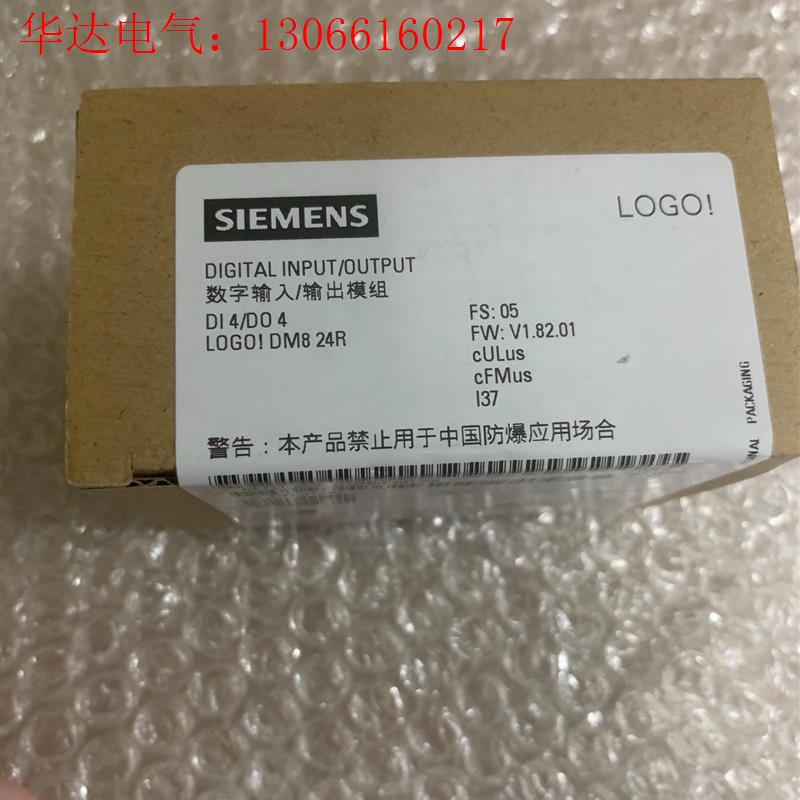 华达电气：13066160217
SIEMENS
LOGO!
DIGITAL INPUT/OUTPUT
数字输入/输出模组
DI 4/DO 4
LOGO! DM8 24R
FS: 05
FW: V1.82.01
cULus
cFMus
I37
警告：本产品禁止用于中国防爆应用场合
PACKAGING